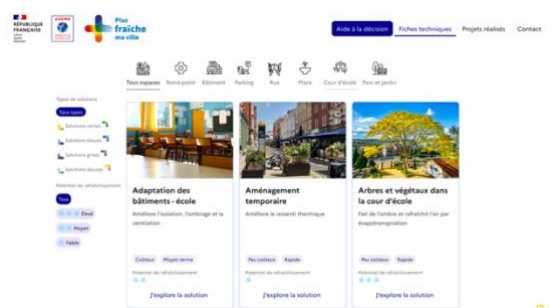 RÉPUBLIQUE
FRANÇAISE
ADEME
Plus
fraîche
ma ville
Aide à la décision
Fiches techniques
Projets réalisés
Contact
Tous espaces
Rond-point
Bâtiment
Parking
Rue
Place
Cour d'école
Parc et jardin
Types de solutions
Tous types
Solutions vertes
Solutions bleues
Solutions grises
Solutions douces
Potentiel de rafraîchissement
Tous
Élevé
Moyen
Faible
Adaptation des
bâtiments - école
Améliore l'isolation, l'ombrage et la
ventilation
Coûteux
Moyen terme
Potentiel de rafraîchissement
J'explore la solution
Aménagement
temporaire
Améliore le ressenti thermique
Peu coûteux
Rapide
Potentiel de rafraîchissement
J'explore la solution
Arbres et végétaux dans
la cour d'école
Fait de l'ombre et rafraîchit l'air par
évapotranspiration
Peu coûteux
Rapide
Potentiel de rafraîchissement
J'explore la solution